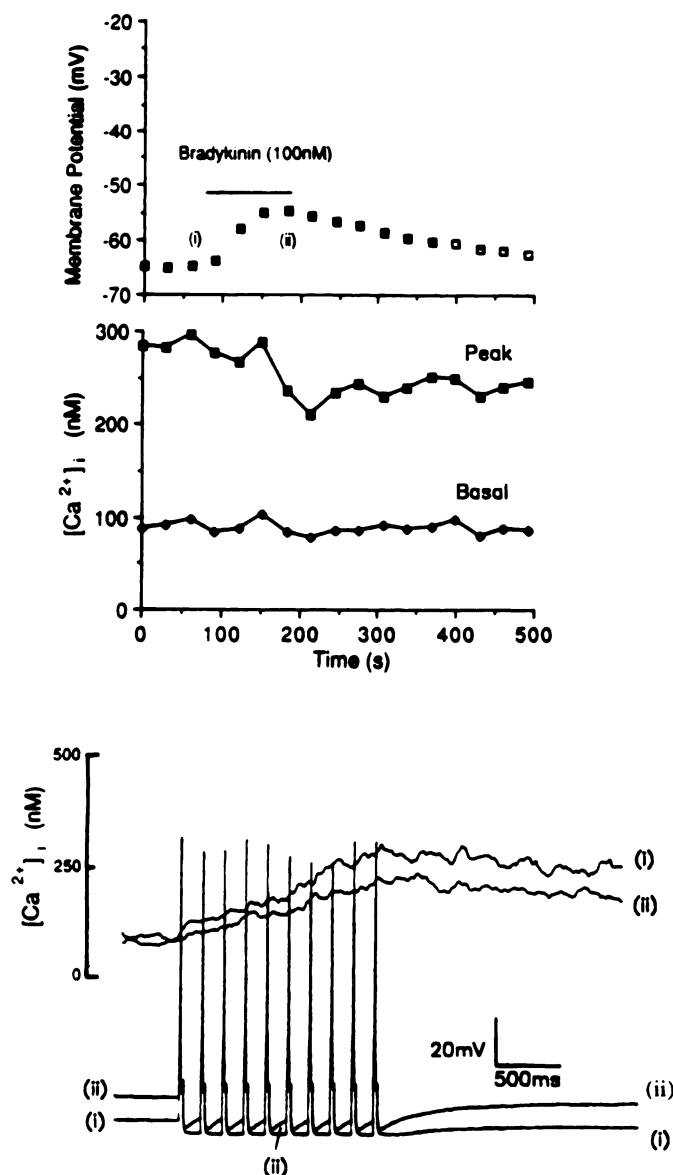 -20
-30
-40
-50
-60
-70
Membrane Potential (mV)
Bradykinin (100nM)
(i)
(ii)
300
200
100
0
[Ca2+]i (nM)
Peak
Basal
0 100 200 300 400 500
Time (s)
500
250
0
[Ca2+]i (nM)
(i)
(ii)
20mV
500ms
(ii)
(i)
(ii)
(ii)
(i)